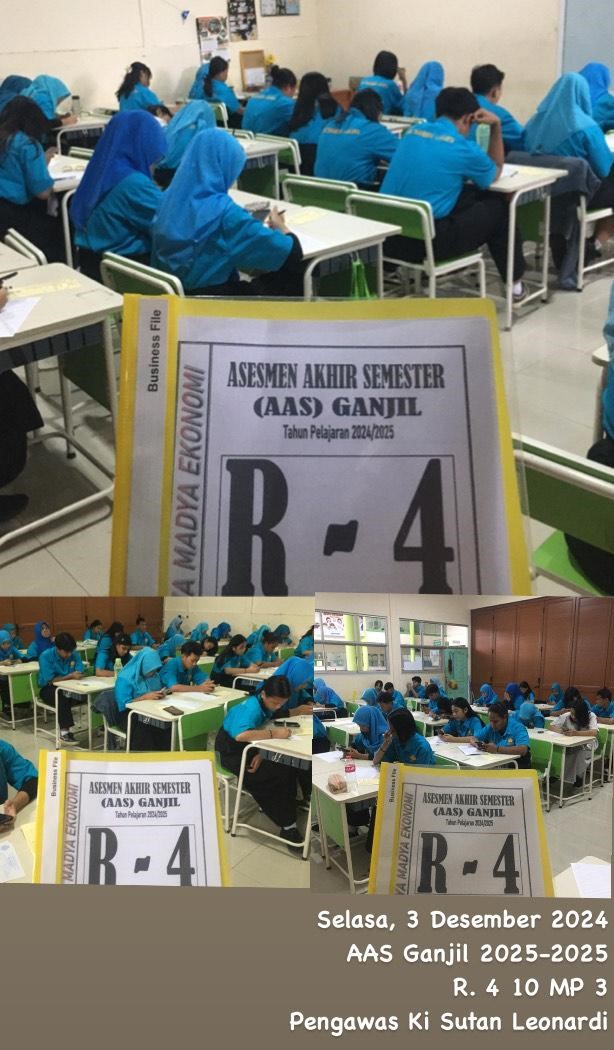 Business File
A MADYA EKONOMI
ASESMEN AKHIR SEMESTER
(AAS) GANJIL
Tahun Pelajaran 2024/2025
R - 4
Business File
MADYA EKONOMI
ASESMEN AKHIR SEMESTER
(AAS) GANJIL
Tahun Pelajaran 2024/2025
R - 4
Business File
YA MADYA EKONOMI
ASESMEN AKHIR SEMESTER
(AAS) GANJIL
Tahun Pelajaran 2024/2025
R - 4
Selasa, 3 Desember 2024
AAS Ganjil 2025-2025
R. 4 10 MP 3
Pengawas Ki Sutan Leonardi